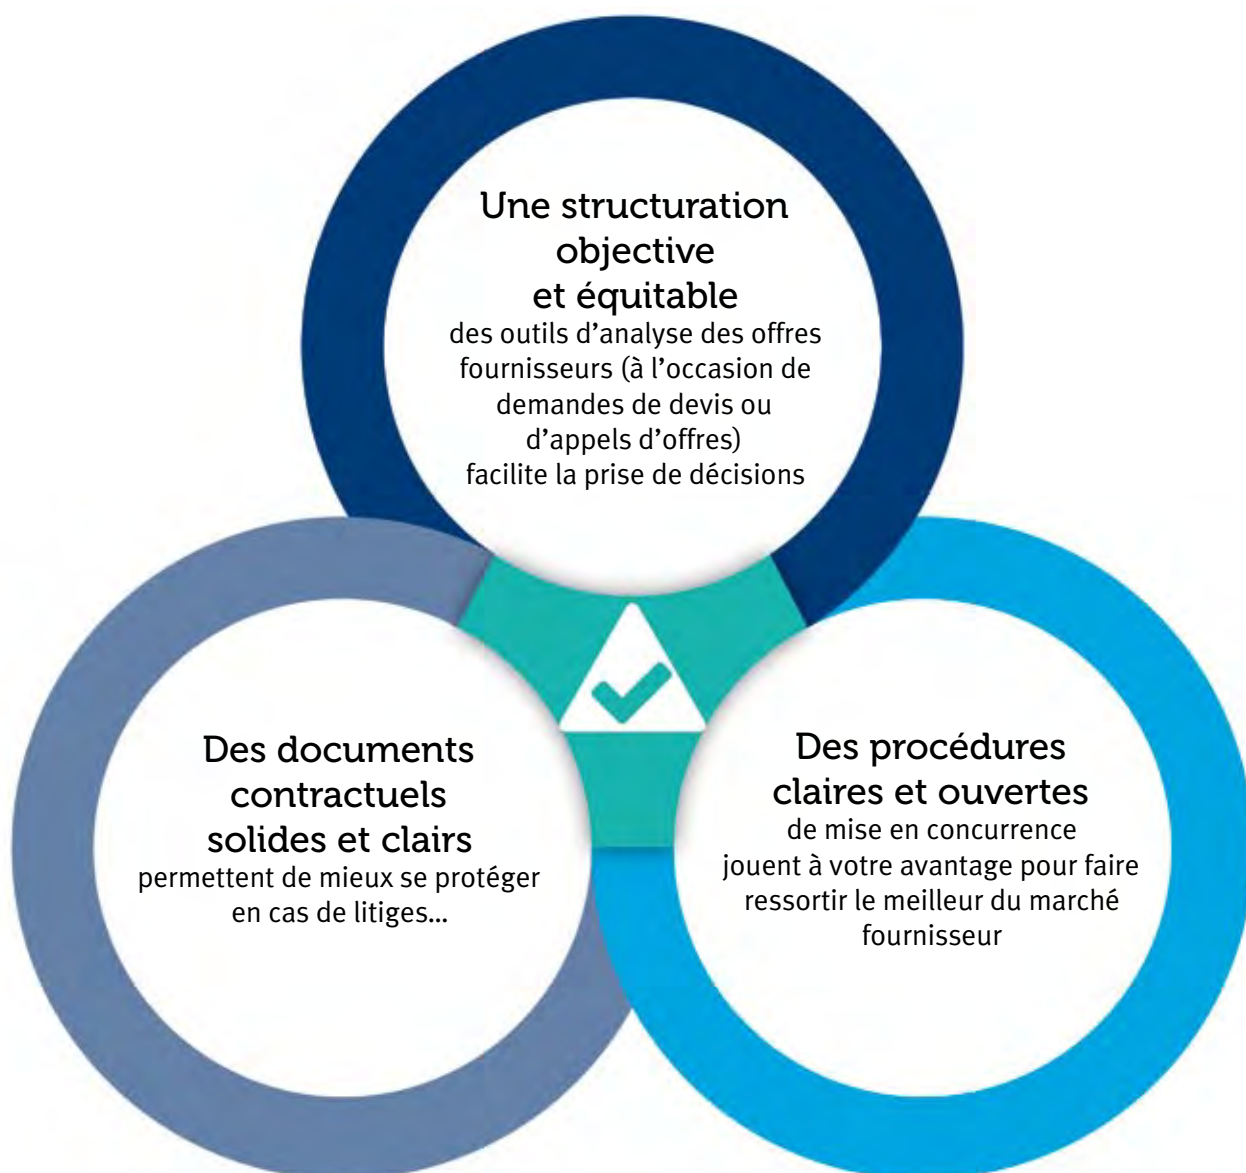 Une structuration
objective
et équitable
des outils d’analyse des offres
fournisseurs (à l’occasion de
demandes de devis ou
d’appels d’offres)
facilite la prise de décisions
Des documents
contractuels
solides et clairs
permettent de mieux se protéger
en cas de litiges...
Des procédures
claires et ouvertes
de mise en concurrence
jouent à votre avantage pour faire
ressortir le meilleur du marché
fournisseur